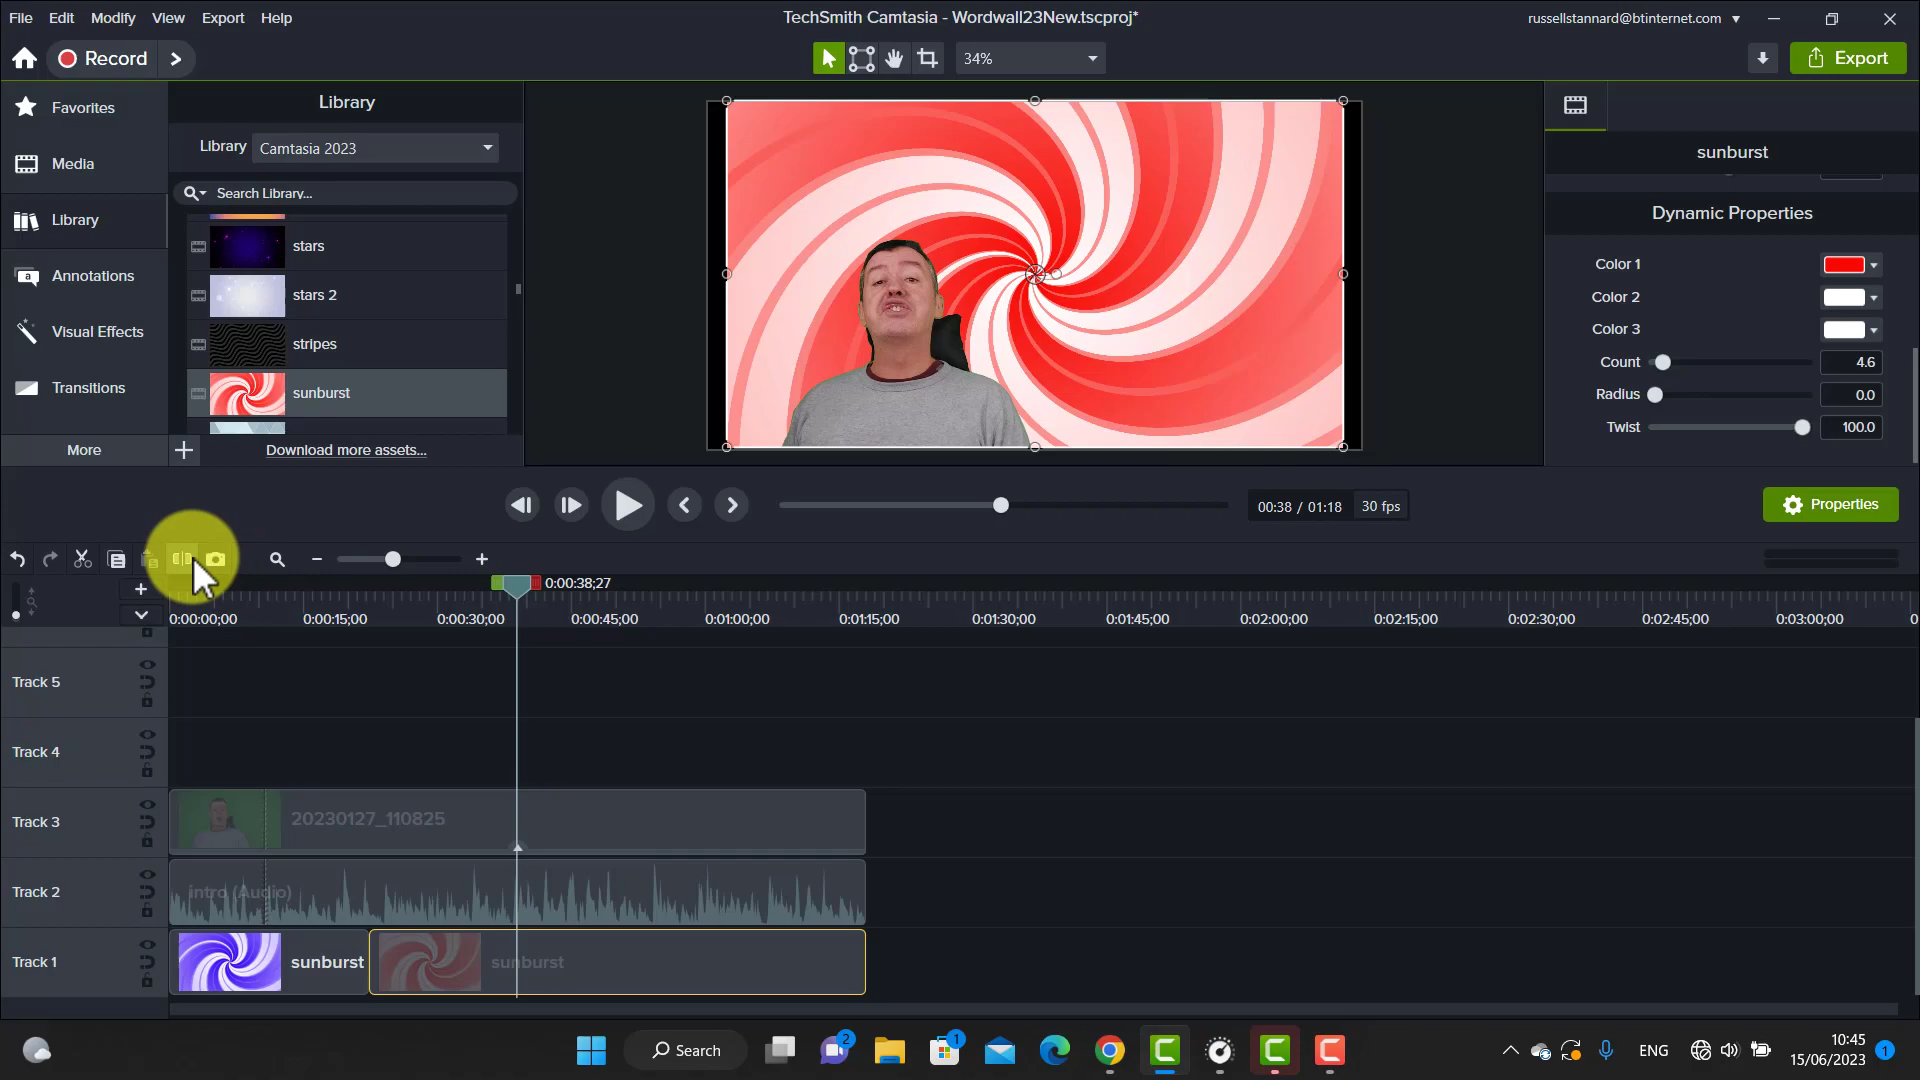 File Edit Modify View Export Help
TechSmith Camtasia - Wordwall23New.tscproj*
russellstannard@btinternet.com
Record
34%
Export
Favorites
Media
Library
Annotations
Visual Effects
Transitions
More
Library
Library Camtasia 2023
Search Library...
stars
stars 2
stripes
sunburst
Download more assets...
sunburst
Dynamic Properties
Color 1
Color 2
Color 3
Count 4.6
Radius 0.0
Twist 100.0
00:38 / 01:18 30 fps
Properties
0:00:38;27
0:00:00;00 0:00:15;00 0:00:30;00 0:00:45;00 0:01:00;00 0:01:15;00 0:01:30;00 0:01:45;00 0:02:00;00 0:02:15;00 0:02:30;00 0:02:45;00 0:03:00;00 0
Track 5
Track 4
Track 3
20230127_110825
Track 2
intro (Audio)
Track 1
sunburst
sunburst
Search
2
1
ENG
10:45
15/06/2023
1